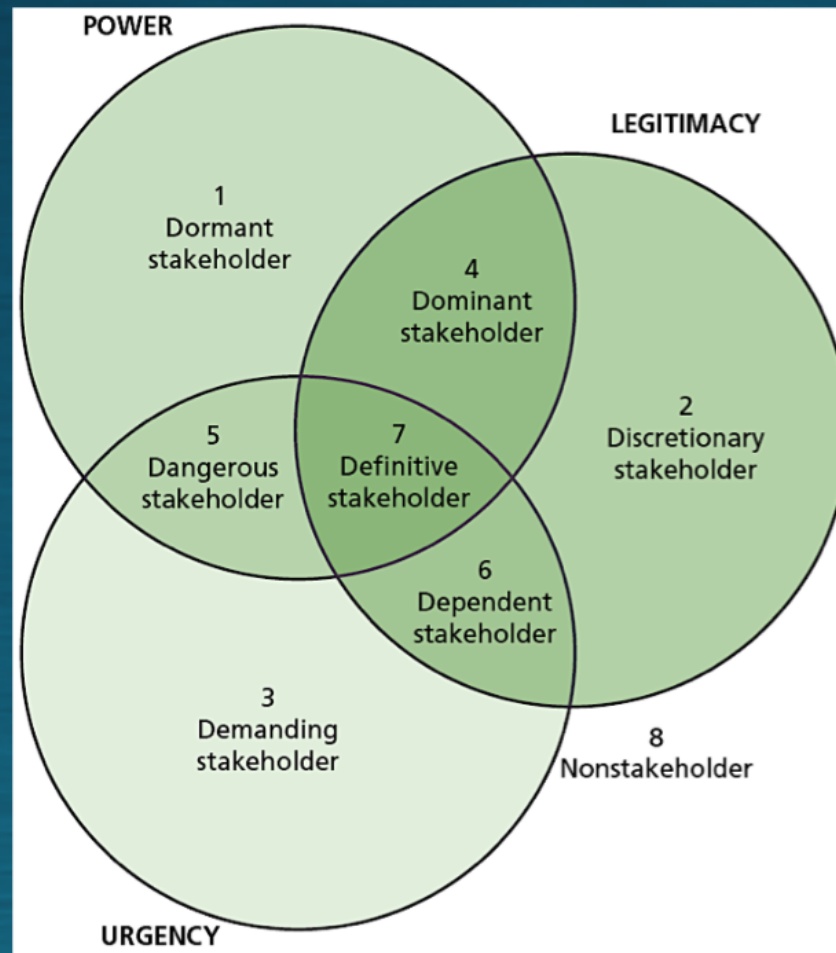 POWER
LEGITIMACY
1
Dormant
stakeholder
4
Dominant
stakeholder
2
Discretionary
stakeholder
5
Dangerous
stakeholder
7
Definitive
stakeholder
6
Dependent
stakeholder
3
Demanding
stakeholder
8
Nonstakeholder
URGENCY